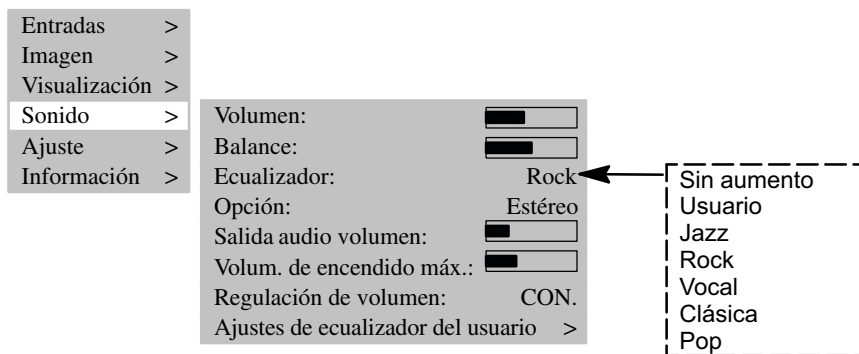 Entradas >
Imagen >
Visualización >
Sonido >
Ajuste >
Información >
Volumen:
Balance:
Ecualizador: Rock
Opción: Estéreo
Salida audio volumen:
Volum. de encendido máx.:
Regulación de volumen: CON.
Ajustes de ecualizador del usuario >
Sin aumento
Usuario
Jazz
Rock
Vocal
Clásica
Pop